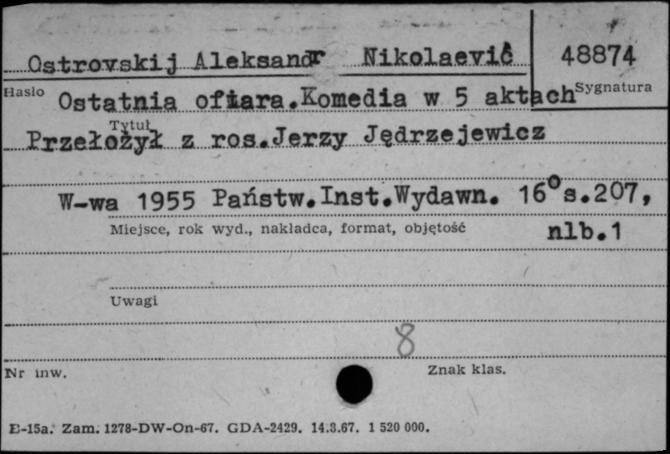 Ostrovskij Aleksandr Nikolaevič 48874
Hasło Ostatnia ofiara. Komedia w 5 aktach Sygnatura
Tytuł
Przełożył z ros. Jerzy Jędrzejewicz
W-wa 1955 Państw. Inst. Wydawn. 16° s. 207,
Miejsce, rok wyd., nakładca, format, objętość nlb. 1
Uwagi
8
Nr inw. Znak klas.
E-15a. Zam. 1278-DW-On-67. GDA-2429. 14.3.67. 1 520 000.